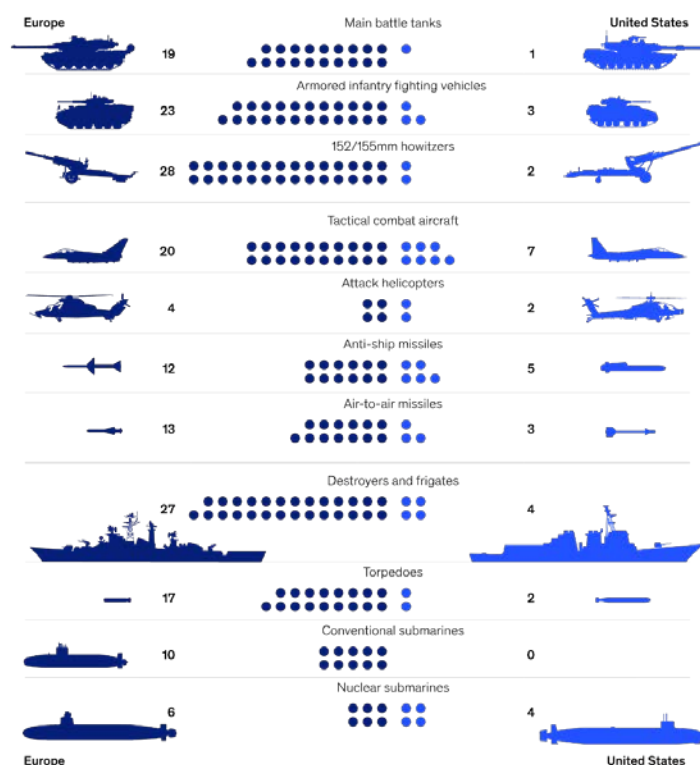 Europe United States
Main battle tanks
19 1
Armored infantry fighting vehicles
23 3
152/155mm howitzers
28 2
Tactical combat aircraft
20 7
Attack helicopters
4 2
Anti-ship missiles
12 5
Air-to-air missiles
13 3
Destroyers and frigates
27 4
Torpedoes
17 2
Conventional submarines
10 0
Nuclear submarines
6 4
Europe United States